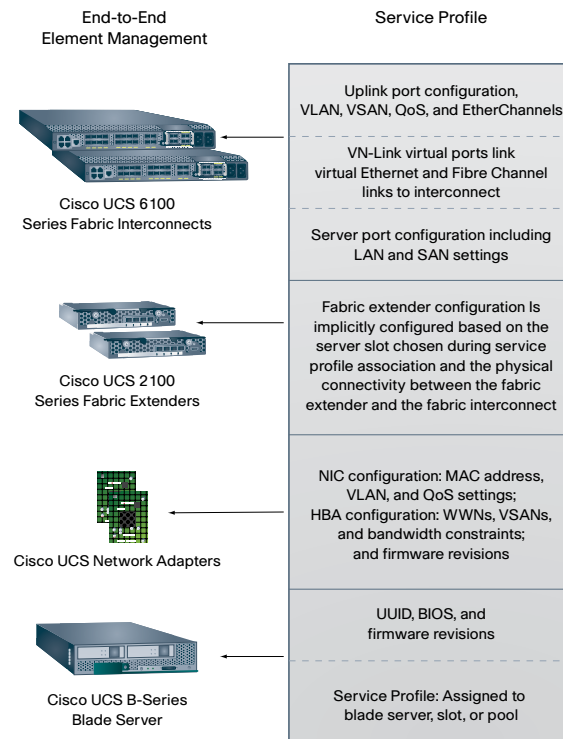 End-to-End
Element Management
Service Profile
Uplink port configuration,
VLAN, VSAN, QoS, and EtherChannels
VN-Link virtual ports link
virtual Ethernet and Fibre Channel
links to interconnect
Cisco UCS 6100
Series Fabric Interconnects
Server port configuration including
LAN and SAN settings
Fabric extender configuration Is
implicitly configured based on the
server slot chosen during service
profile association and the physical
connectivity between the fabric
extender and the fabric interconnect
Cisco UCS 2100
Series Fabric Extenders
NIC configuration: MAC address,
VLAN, and QoS settings;
HBA configuration: WWNs, VSANs,
and bandwidth constraints;
and firmware revisions
Cisco UCS Network Adapters
UUID, BIOS, and
firmware revisions
Cisco UCS B-Series
Blade Server
Service Profile: Assigned to
blade server, slot, or pool